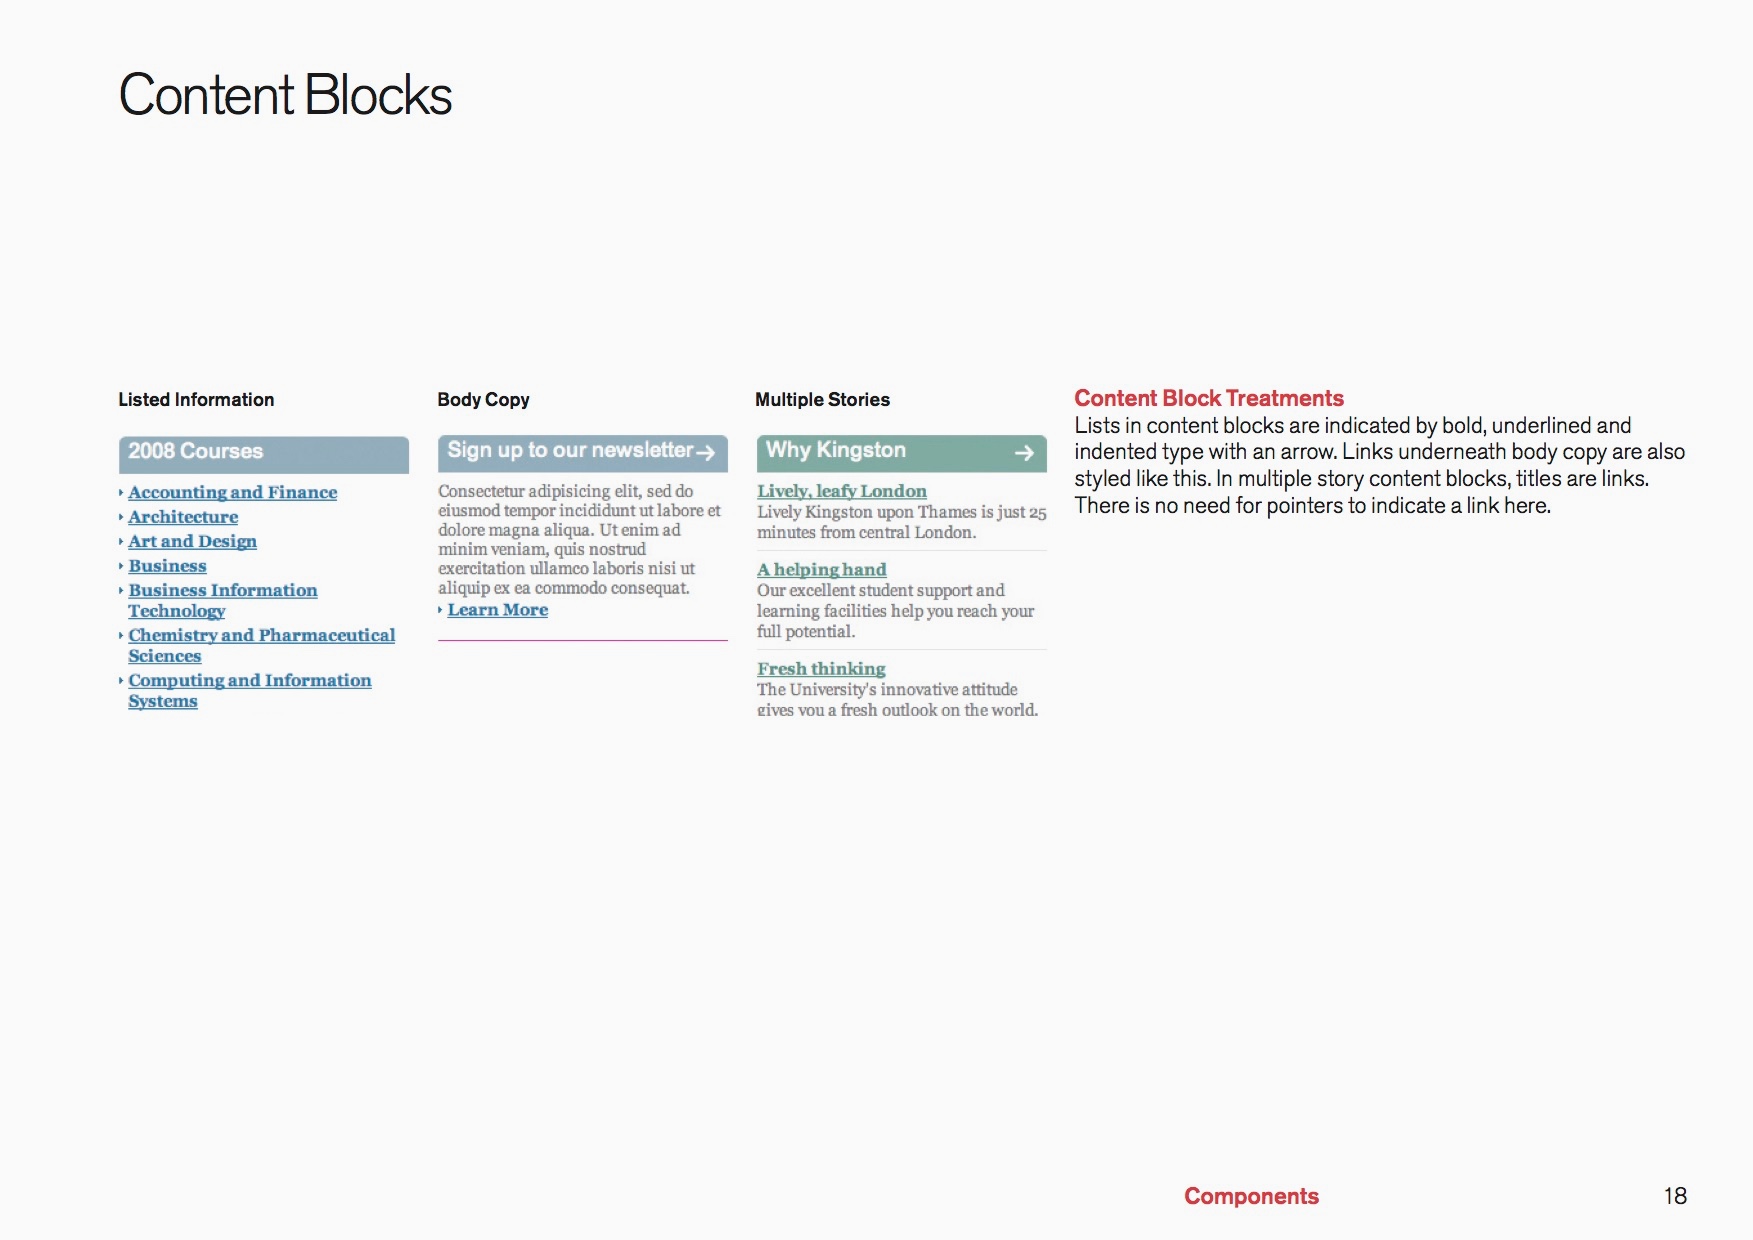 Content Blocks
Listed Information
2008 Courses
Accounting and Finance
Architecture
Art and Design
Business
Business Information
Technology
Chemistry and Pharmaceutical
Sciences
Computing and Information
Systems
Body Copy
Sign up to our newsletter→
Consectetur adipisicing elit, sed do
eiusmod tempor incididunt ut labore et
dolore magna aliqua. Ut enim ad
minim veniam, quis nostrud
exercitation ullamco laboris nisi ut
aliquip ex ea commodo consequat.
Learn More
Multiple Stories
Why Kingston →
Lively, leafy London
Lively Kingston upon Thames is just 25
minutes from central London.
A helping hand
Our excellent student support and
learning facilities help you reach your
full potential.
Fresh thinking
The University's innovative attitude
gives you a fresh outlook on the world.
Content Block Treatments
Lists in content blocks are indicated by bold, underlined and
indented type with an arrow. Links underneath body copy are also
styled like this. In multiple story content blocks, titles are links.
There is no need for pointers to indicate a link here.
Components
18